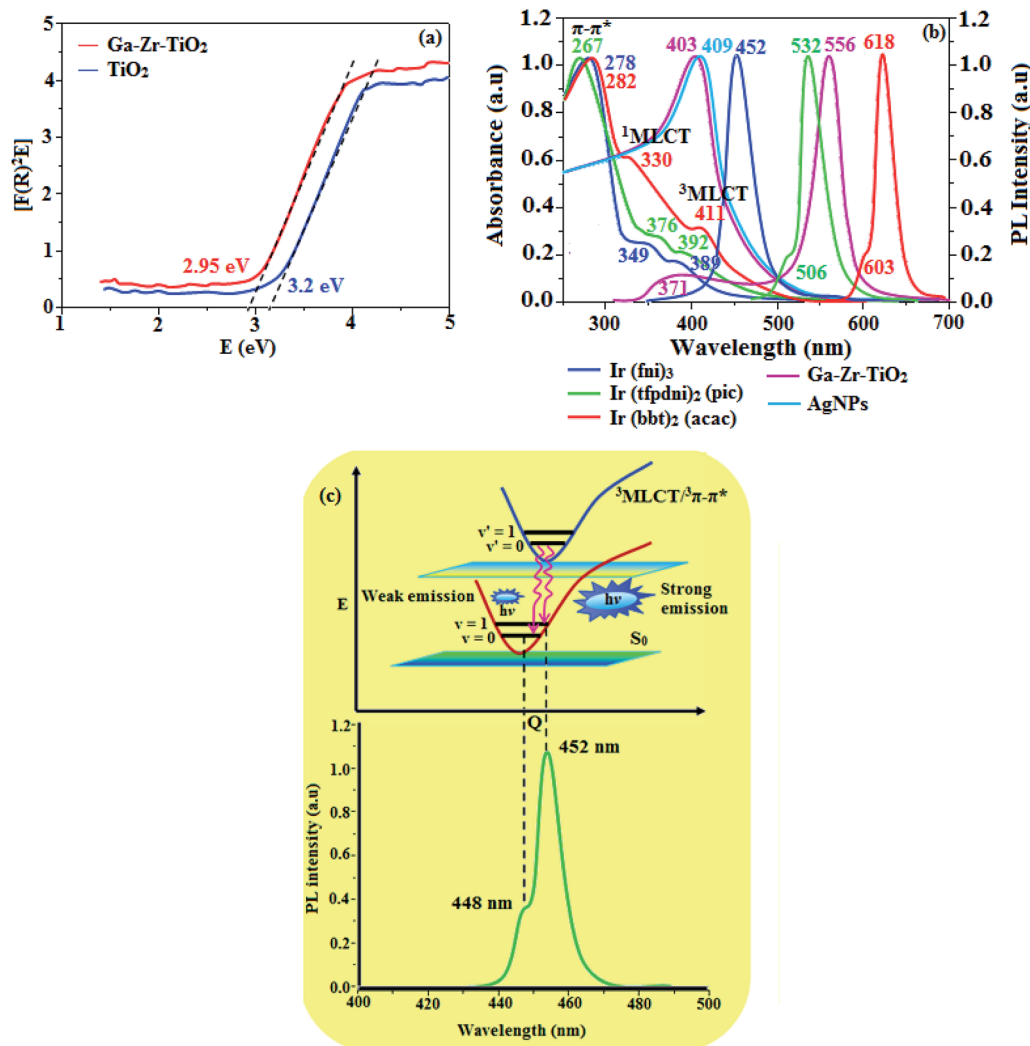 (a)
Ga-Zr-TiO₂
TiO₂
[F(R)²E]
5
4
3
2
1
0
2.95 eV
3.2 eV
1
2
3
4
5
E (eV)
(b)
π-π*
267
278
282
403
409
452
532
556
618
¹MLCT
330
³MLCT
411
376
392
349
389
371
506
603
Absorbance (a.u)
1.2
1.0
0.8
0.6
0.4
0.2
0.0
PL Intensity (a.u)
1.2
1.0
0.8
0.6
0.4
0.2
0.0
300
400
500
600
700
Wavelength (nm)
Ir (fni)₃
Ir (tfpdni)₂ (pic)
Ir (bbt)₂ (acac)
Ga-Zr-TiO₂
AgNPs
(c)
³MLCT/³π-π*
v' = 1
v' = 0
E
Weak emission
hν
hν
Strong
emission
v = 1
v = 0
S₀
Q
452 nm
448 nm
PL intensity (a.u)
1.2
1.0
0.8
0.6
0.4
0.2
0.0
400
420
440
460
480
500
Wavelength (nm)